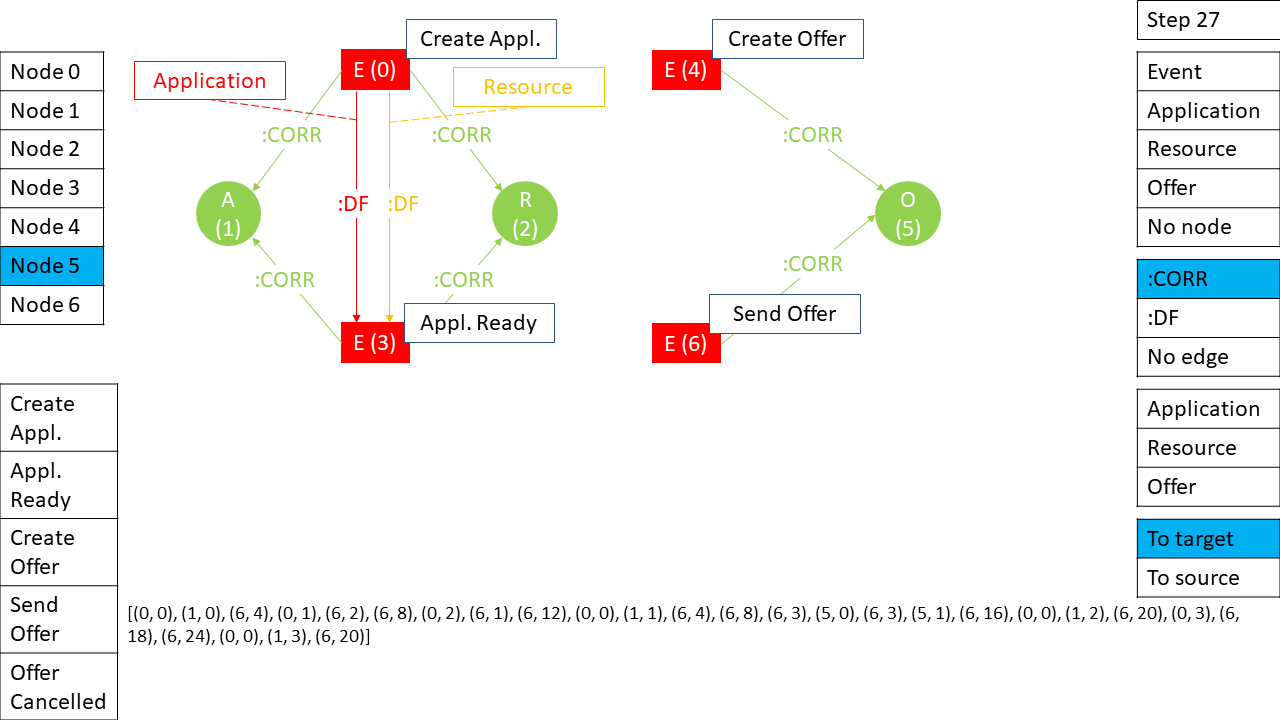 Step 27
Create Appl.
Create Offer
E (0)
E (4)
Application
Resource
Node 0
Node 1
Node 2
Node 3
Node 4
Node 5
Node 6
:CORR
:CORR
:CORR
A
(1)
:DF
:DF
R
(2)
O
(5)
:CORR
:CORR
:CORR
Appl. Ready
Send Offer
E (3)
E (6)
Event
Application
Resource
Offer
No node
:CORR
:DF
No edge
Application
Resource
Offer
To target
To source
Create
Appl.
Appl.
Ready
Create
Offer
Send
Offer
Offer
Cancelled
[(0, 0), (1, 0), (6, 4), (0, 1), (6, 2), (6, 8), (0, 2), (6, 1), (6, 12), (0, 0), (1, 1), (6, 4), (6, 8), (6, 3), (5, 0), (6, 3), (5, 1), (6, 16), (0, 0), (1, 2), (6, 20), (0, 3), (6,
18), (6, 24), (0, 0), (1, 3), (6, 20)]